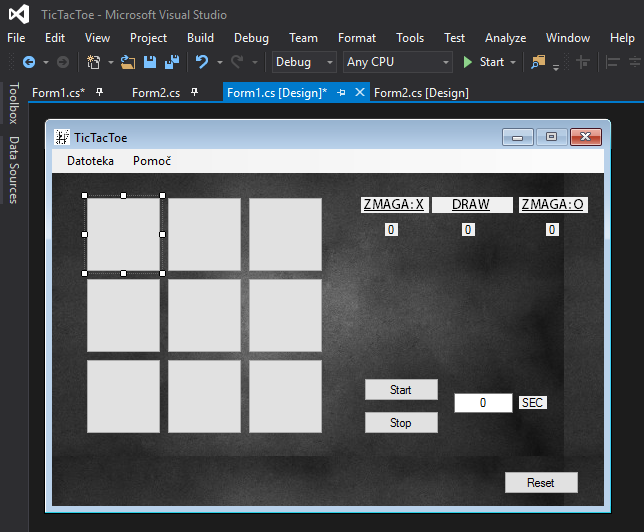 TicTacToe - Microsoft Visual Studio
File Edit View Project Build Debug Team Format Tools Test Analyze Window Help
Debug Any CPU Start
Form1.cs* Form2.cs Form1.cs [Design]* Form2.cs [Design]
Toolbox
Data Sources
TicTacToe
Datoteka Pomoč
ZMAGA:X DRAW ZMAGA:O
0 0 0
Start
0 SEC
Stop
Reset